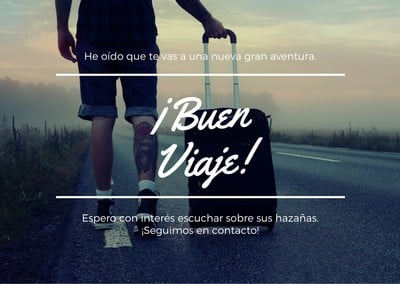 He oído que te vas a una nueva gran aventura.
¡Buen
Viaje!
Espero con interés escuchar sobre sus hazañas.
¡Seguimos en contacto!